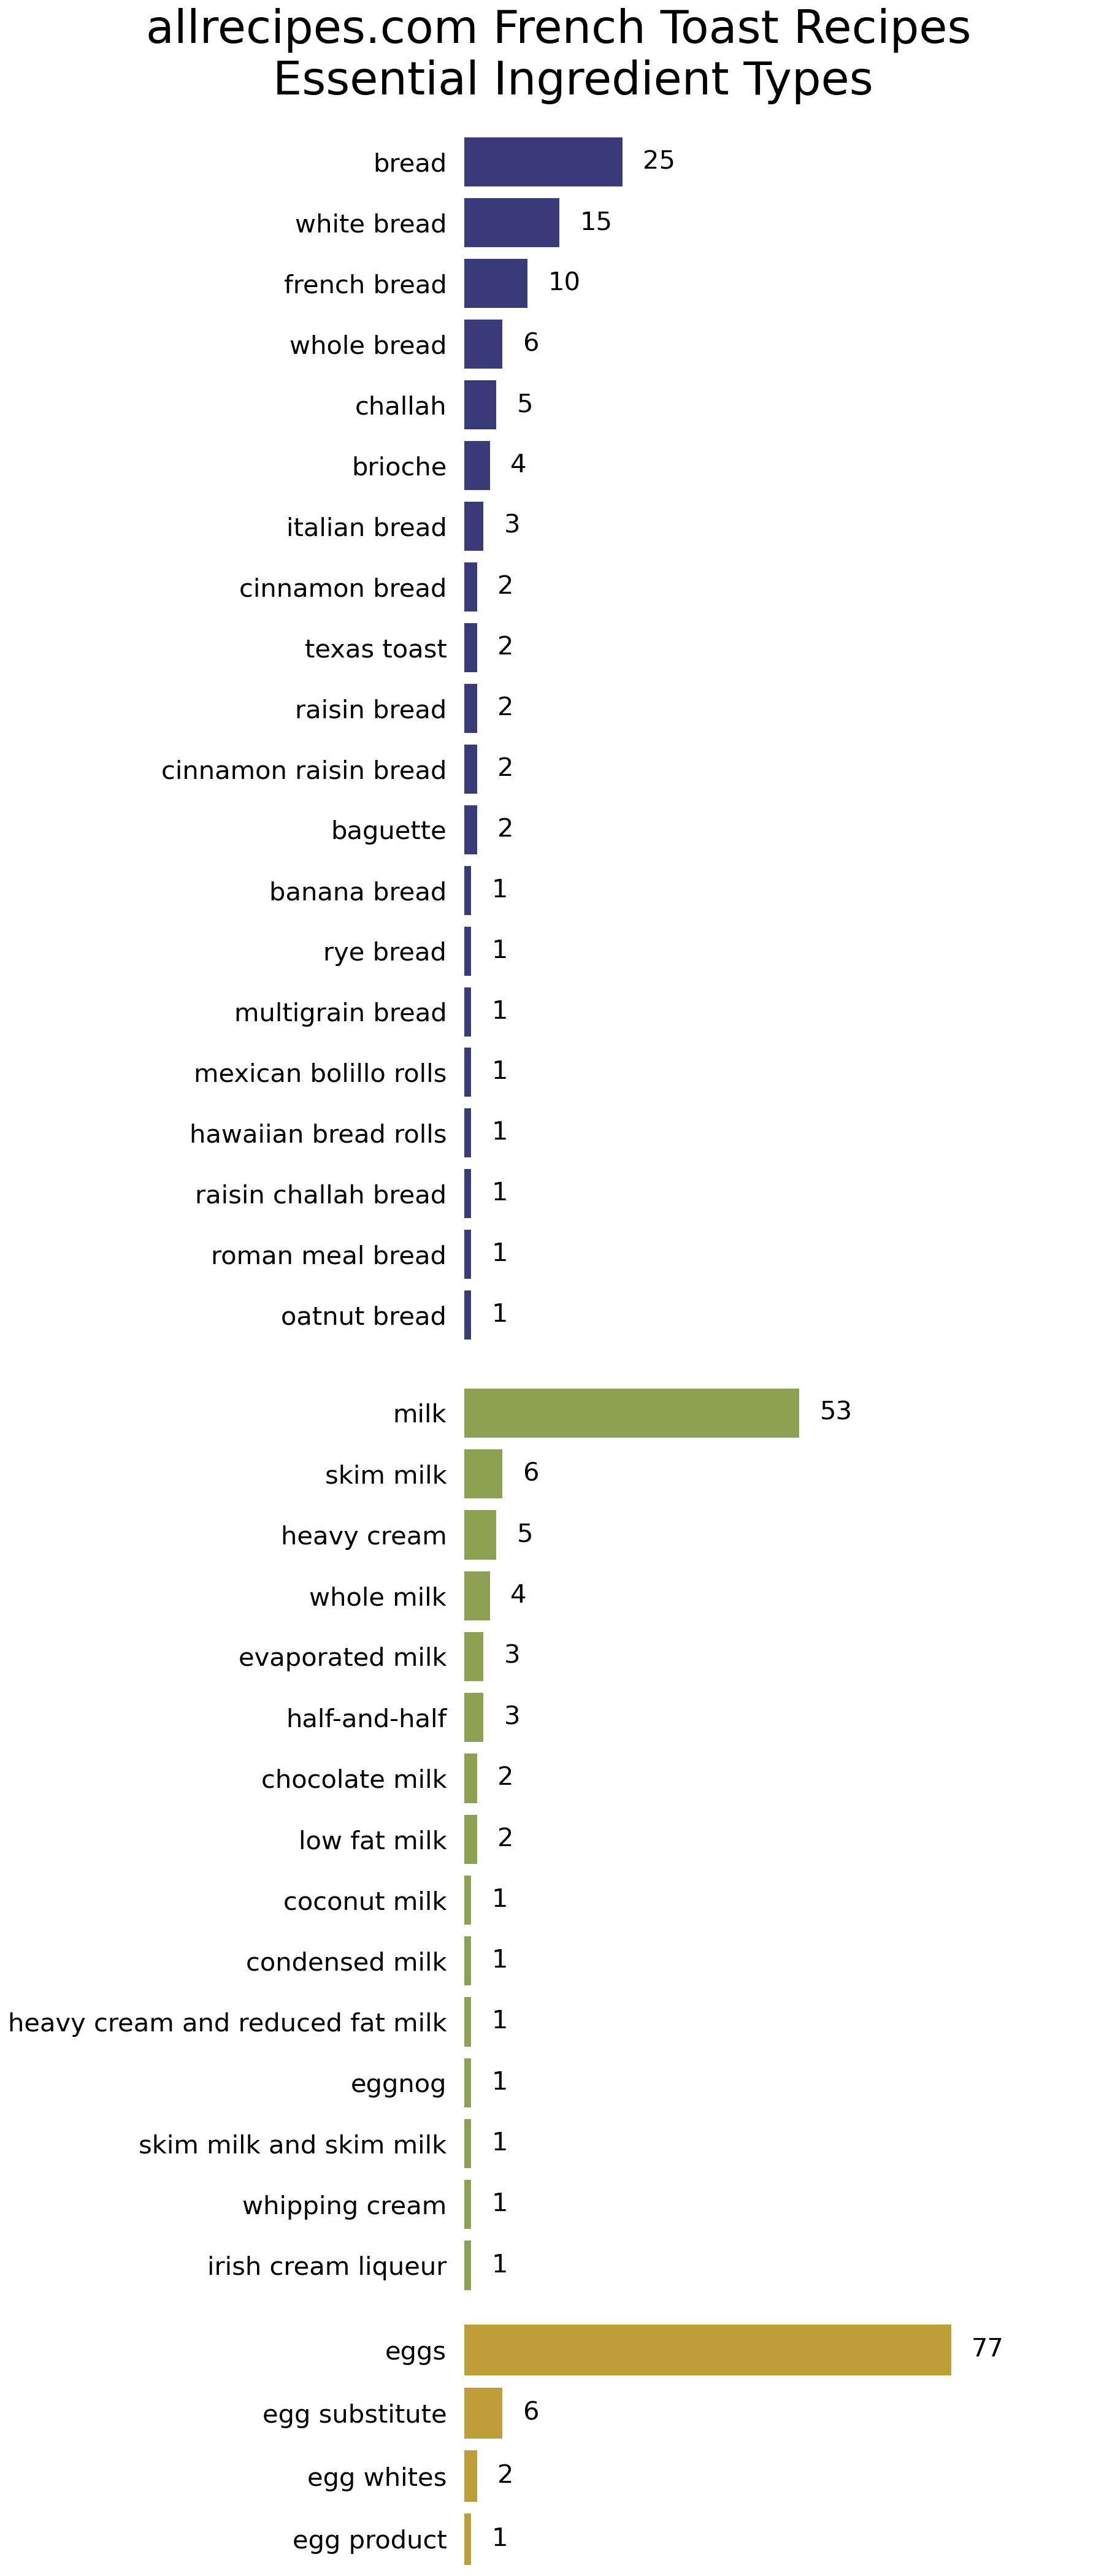 allrecipes.com French Toast Recipes
Essential Ingredient Types
bread 25
white bread 15
french bread 10
whole bread 6
challah 5
brioche 4
italian bread 3
cinnamon bread 2
texas toast 2
raisin bread 2
cinnamon raisin bread 2
baguette 2
banana bread 1
rye bread 1
multigrain bread 1
mexican bolillo rolls 1
hawaiian bread rolls 1
raisin challah bread 1
roman meal bread 1
oatnut bread 1
milk 53
skim milk 6
heavy cream 5
whole milk 4
evaporated milk 3
half-and-half 3
chocolate milk 2
low fat milk 2
coconut milk 1
condensed milk 1
heavy cream and reduced fat milk 1
eggnog 1
skim milk and skim milk 1
whipping cream 1
irish cream liqueur 1
eggs 77
egg substitute 6
egg whites 2
egg product 1